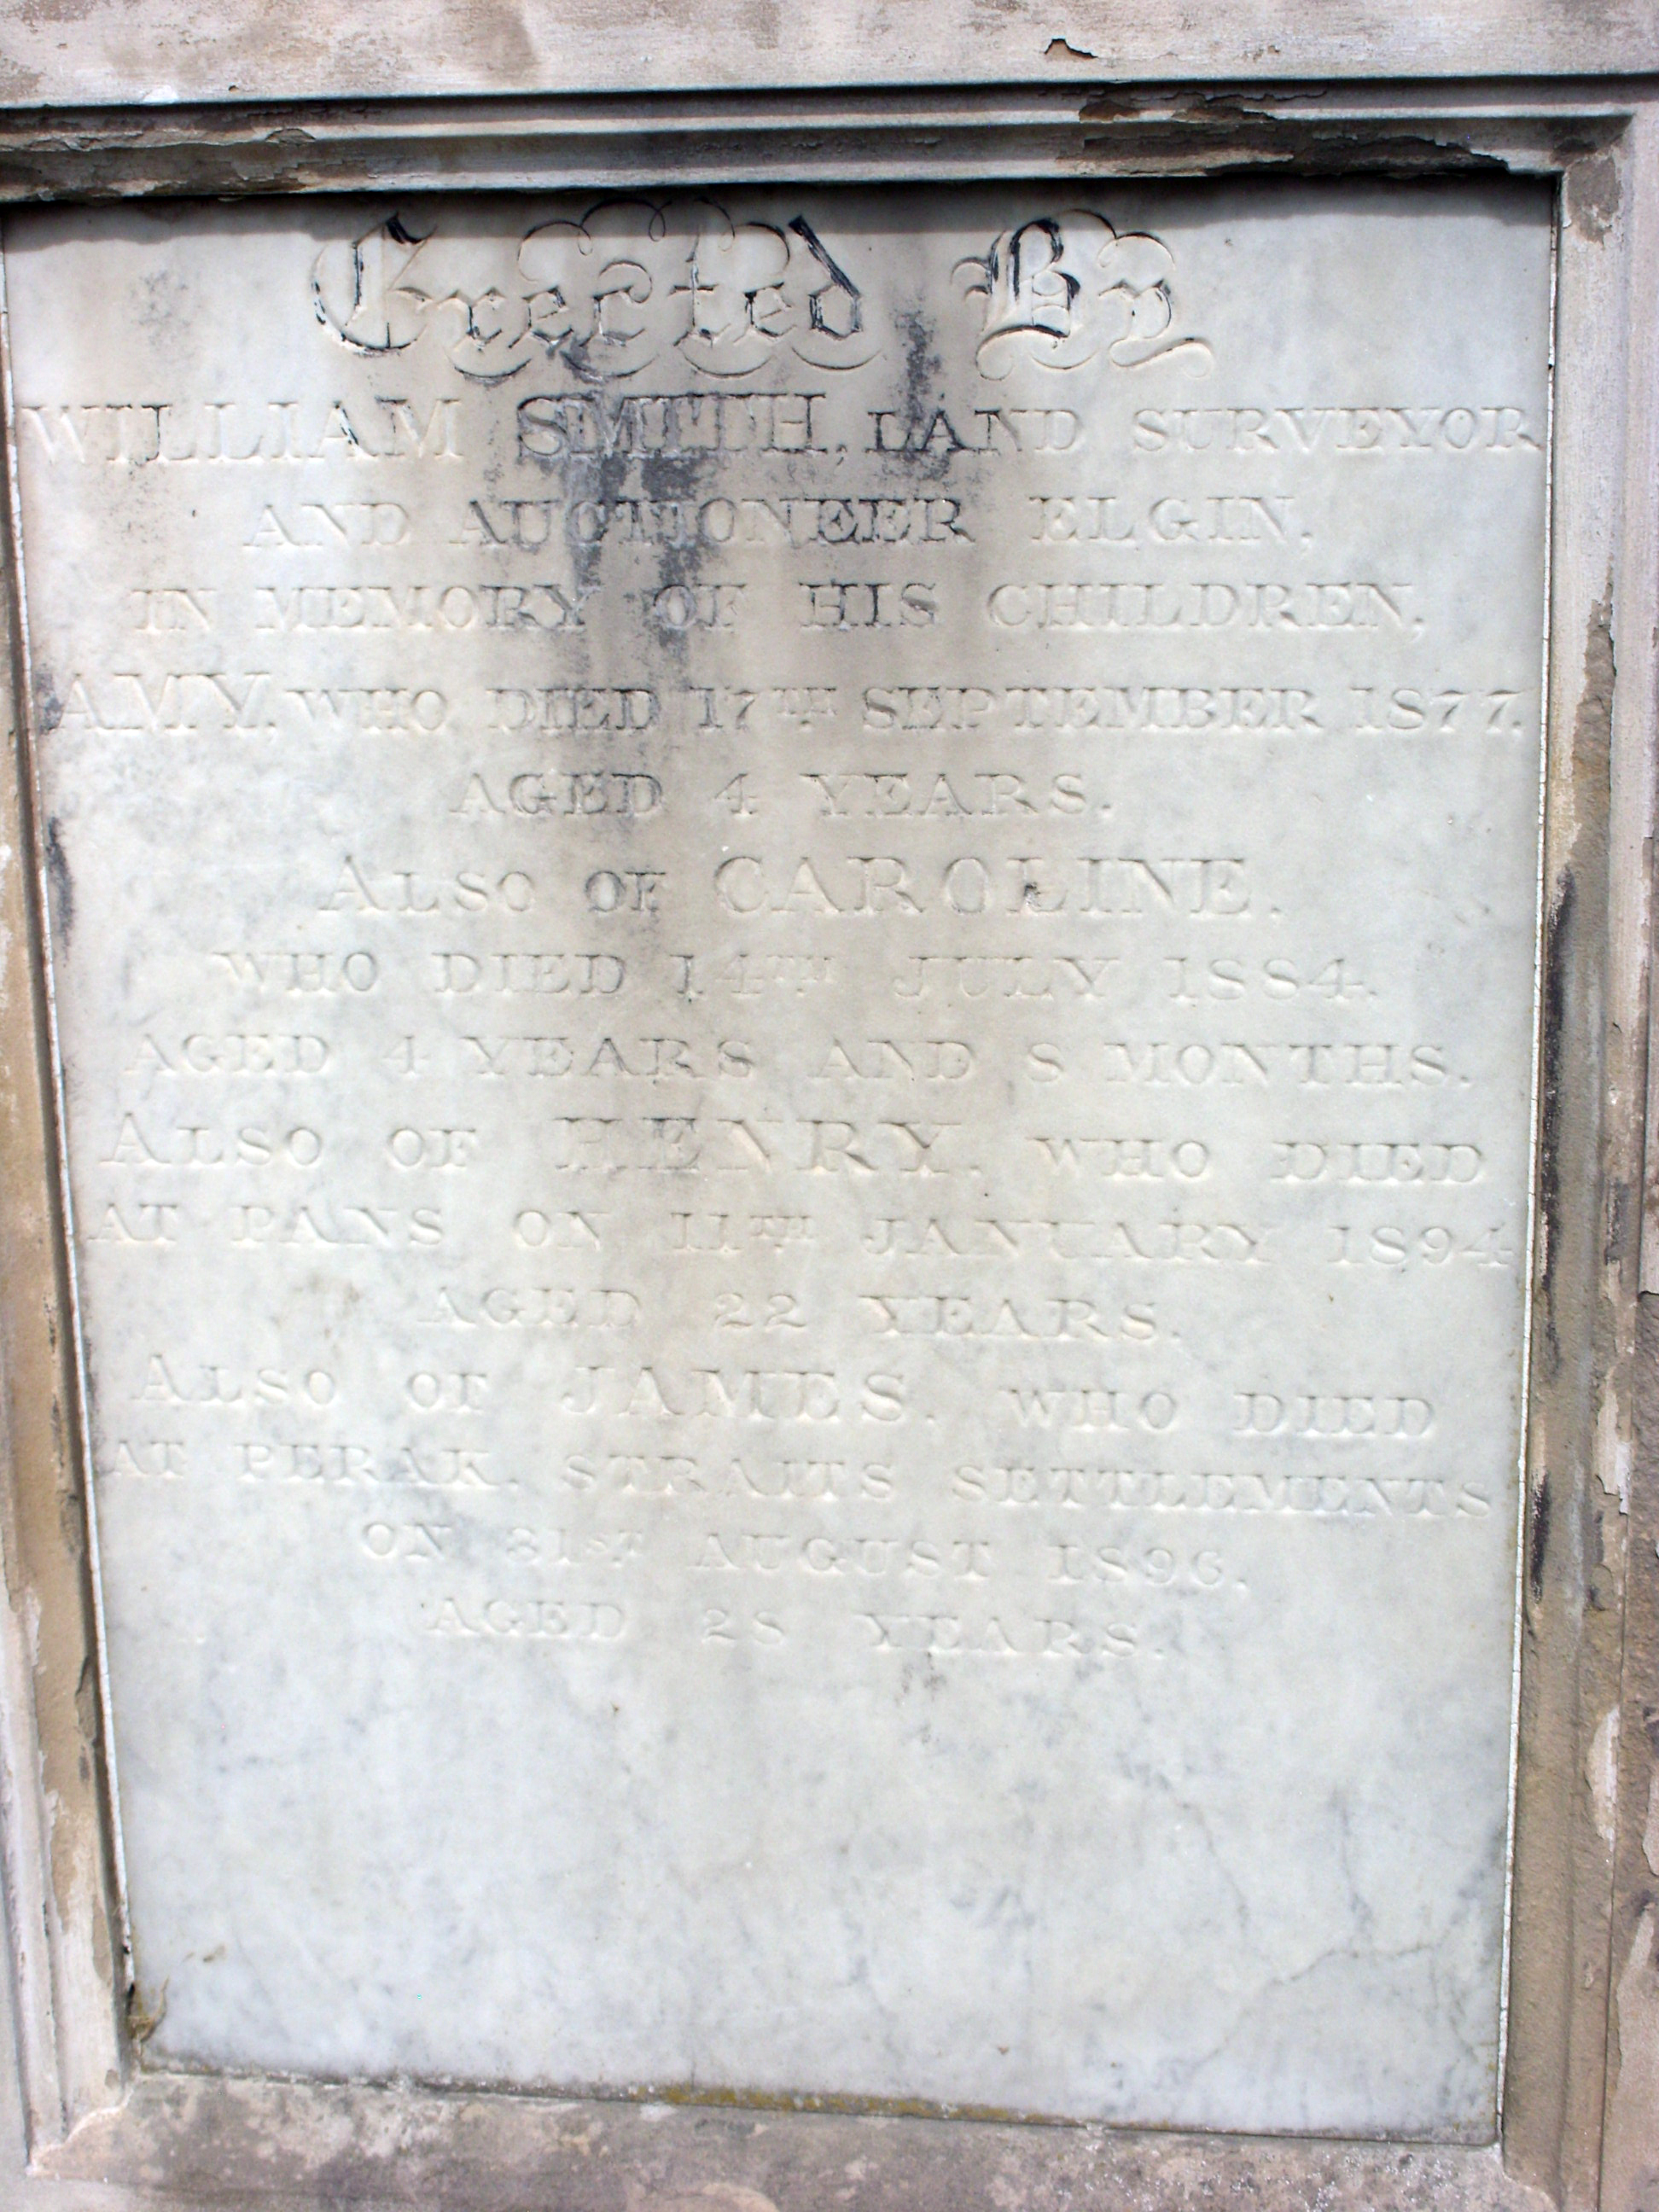 Erected By
WILLIAM SMITH, LAND SURVEYOR
AND AUCTIONEER ELGIN,
IN MEMORY OF HIS CHILDREN,
AMY, WHO DIED 17TH SEPTEMBER 1877.
AGED 4 YEARS.
ALSO OF CAROLINE,
WHO DIED 14TH JULY 1884.
AGED 4 YEARS AND 8 MONTHS.
ALSO OF HENRY, WHO DIED
AT PANS ON 11TH JANUARY 1894
AGED 22 YEARS.
ALSO OF JAMES, WHO DIED
AT PERAK, STRAITS SETTLEMENTS
ON 31ST AUGUST 1896,
AGED 28 YEARS.